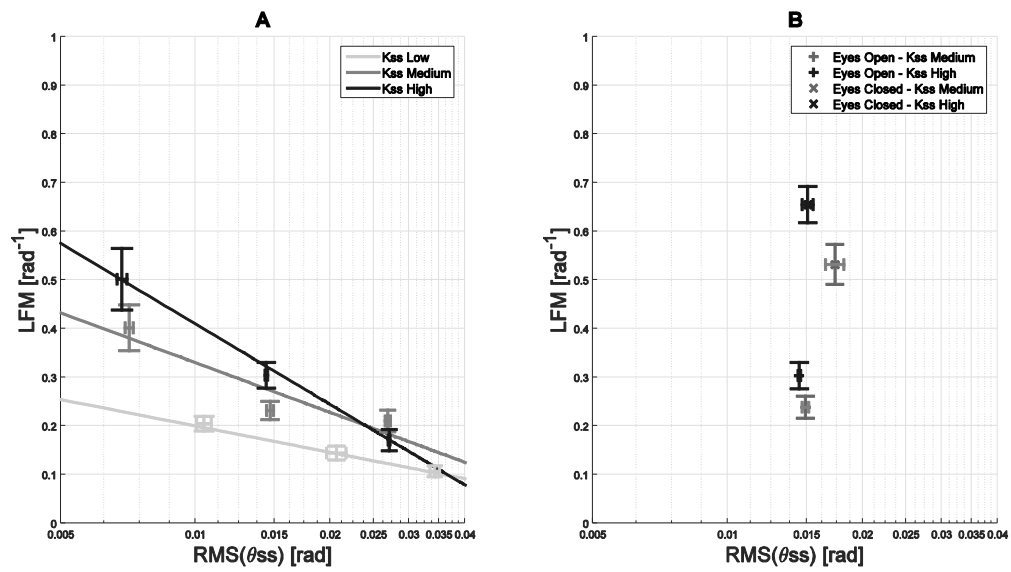 A
Kss Low
Kss Medium
Kss High
1
0.9
0.8
0.7
0.6
0.5
0.4
0.3
0.2
0.1
0
LFM [rad⁻¹]
0.005
0.01
0.015
0.02
0.025
0.03
0.035
0.04
RMS(θss) [rad]
B
Eyes Open - Kss Medium
Eyes Open - Kss High
Eyes Closed - Kss Medium
Eyes Closed - Kss High
1
0.9
0.8
0.7
0.6
0.5
0.4
0.3
0.2
0.1
0
LFM [rad⁻¹]
0.005
0.01
0.015
0.02
0.025
0.03
0.035
0.04
RMS(θss) [rad]